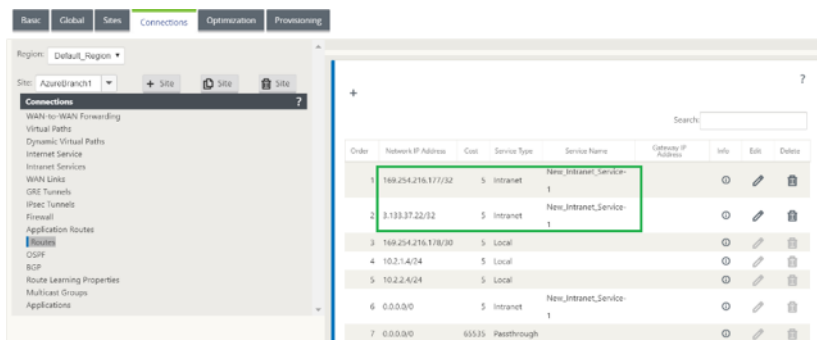 Basic Global Sites Connections Optimization Provisioning
Region: Default_Region
Site: AzureBranch1 + Site Site Site
Connections ?
WAN-to-WAN Forwarding
Virtual Paths
Dynamic Virtual Paths
Internet Service
Intranet Services
WAN Links
GRE Tunnels
IPsec Tunnels
Firewall
Application Routes
Routes
OSPF
BGP
Route Learning Properties
Multicast Groups
Applications
?
+
Search:
Order Network IP Address Cost Service Type Service Name Gateway IP Address Info Edit Delete
1 169.254.216.177/32 5 Intranet New_Intranet_Service-
1
2 3.133.37.22/32 5 Intranet New_Intranet_Service-
1
3 169.254.216.178/30 5 Local
4 10.2.1.4/24 5 Local
5 10.2.2.4/24 5 Local
6 0.0.0.0/0 5 Intranet New_Intranet_Service-
1
7 0.0.0.0/0 65535 Passthrough